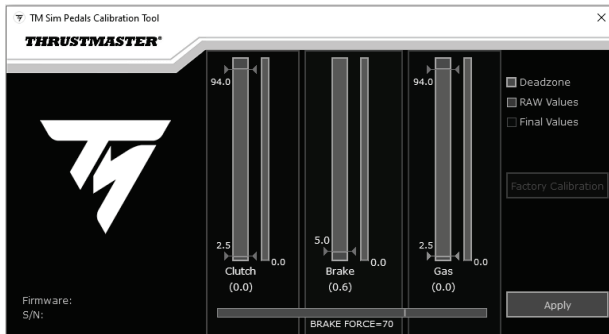 TM Sim Pedals Calibration Tool
THRUSTMASTER®
94.0
94.0
Deadzone
RAW Values
Final Values
Factory Calibration
2.5
5.0
2.5
0.0
0.0
0.0
Clutch
Brake
Gas
(0.0)
(0.6)
(0.0)
Firmware:
S/N:
Apply
BRAKE FORCE=70